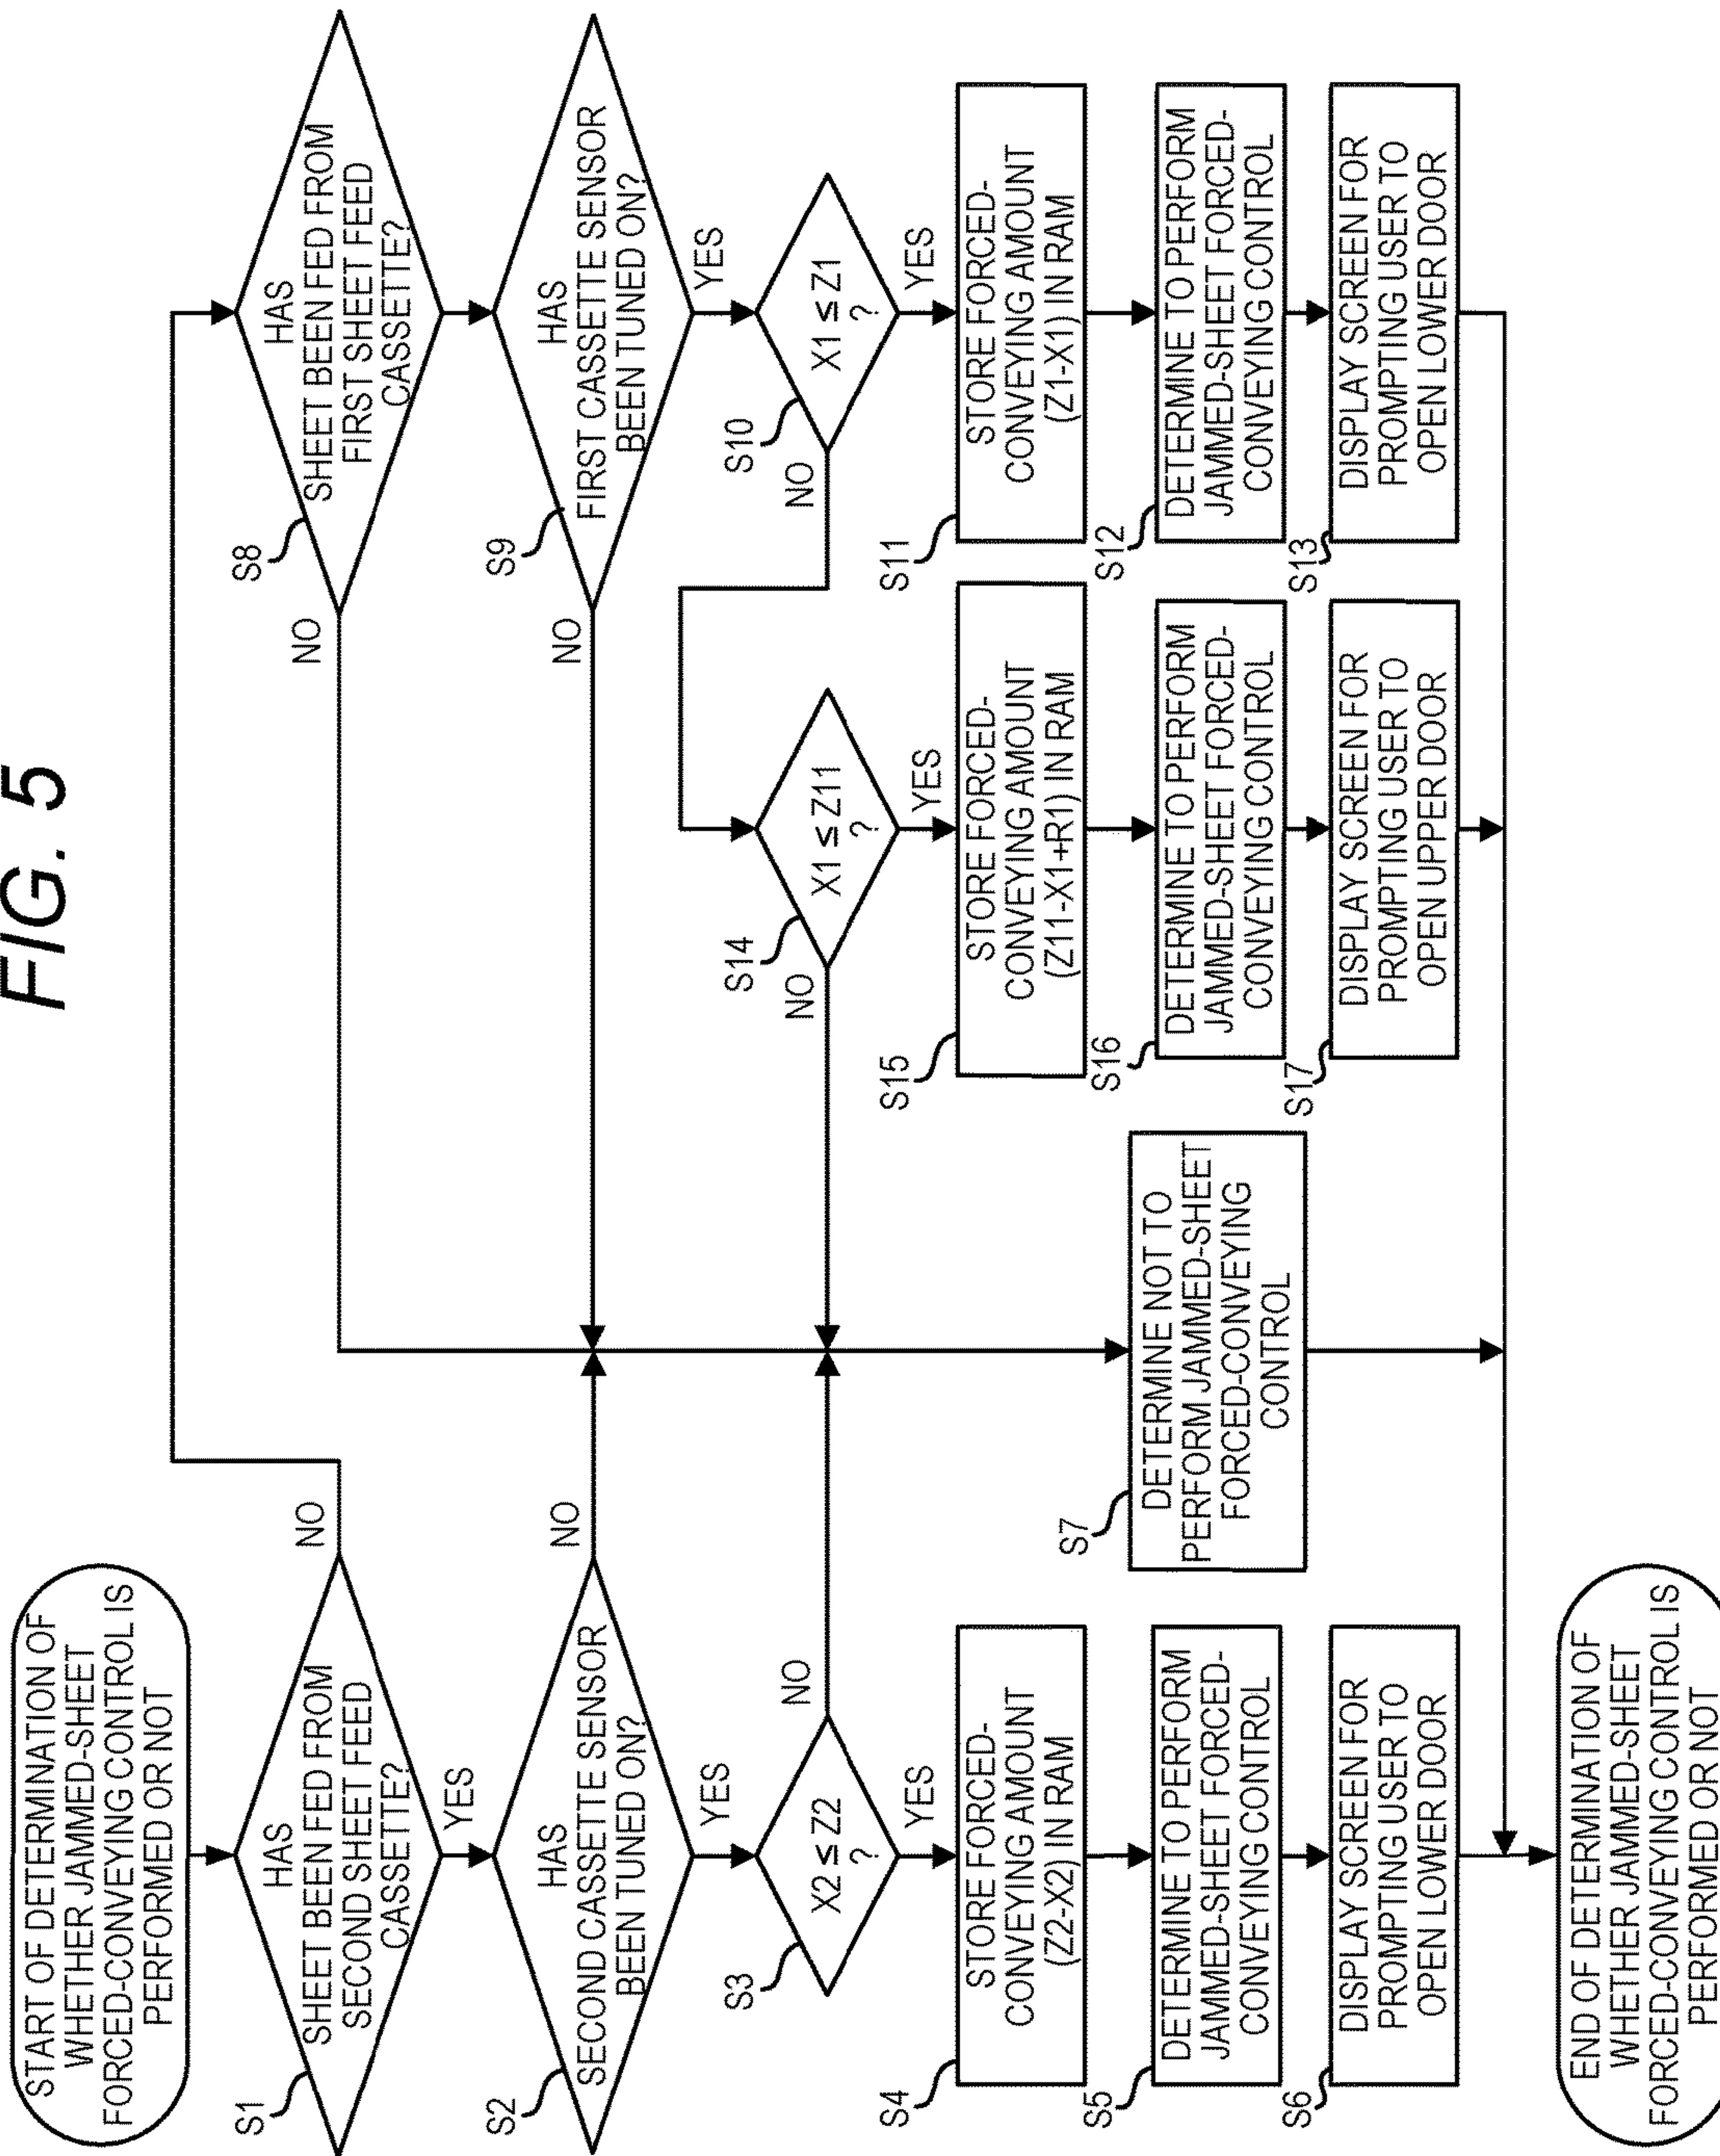 FIG. 5
START OF DETERMINATION OF
WHETHER JAMMED-SHEET
FORCED-CONVEYING CONTROL IS
PERFORMED OR NOT
S1
HAS
SHEET BEEN FED FROM
SECOND SHEET FEED
CASSETTE?
NO
YES
S2
HAS
SECOND CASSETTE SENSOR
BEEN TUNED ON?
NO
YES
S3
X2 ≤ Z2
?
NO
YES
S4
STORE FORCED-
CONVEYING AMOUNT
(Z2-X2) IN RAM
S5
DETERMINE TO PERFORM
JAMMED-SHEET FORCED-
CONVEYING CONTROL
S6
DISPLAY SCREEN FOR
PROMPTING USER TO
OPEN LOWER DOOR
S7
DETERMINE NOT TO
PERFORM JAMMED-SHEET
FORCED-CONVEYING
CONTROL
S8
HAS
SHEET BEEN FED FROM
FIRST SHEET FEED
CASSETTE?
NO
S9
HAS
FIRST CASSETTE SENSOR
BEEN TUNED ON?
NO
YES
S10
X1 ≤ Z1
?
NO
YES
S11
STORE FORCED-
CONVEYING AMOUNT
(Z1-X1) IN RAM
S12
DETERMINE TO PERFORM
JAMMED-SHEET FORCED-
CONVEYING CONTROL
S13
DISPLAY SCREEN FOR
PROMPTING USER TO
OPEN LOWER DOOR
S14
X1 ≤ Z11
?
NO
YES
S15
STORE FORCED-
CONVEYING AMOUNT
(Z11-X1+R1) IN RAM
S16
DETERMINE TO PERFORM
JAMMED-SHEET FORCED-
CONVEYING CONTROL
S17
DISPLAY SCREEN FOR
PROMPTING USER TO
OPEN UPPER DOOR
END OF DETERMINATION OF
WHETHER JAMMED-SHEET
FORCED-CONVEYING CONTROL IS
PERFORMED OR NOT